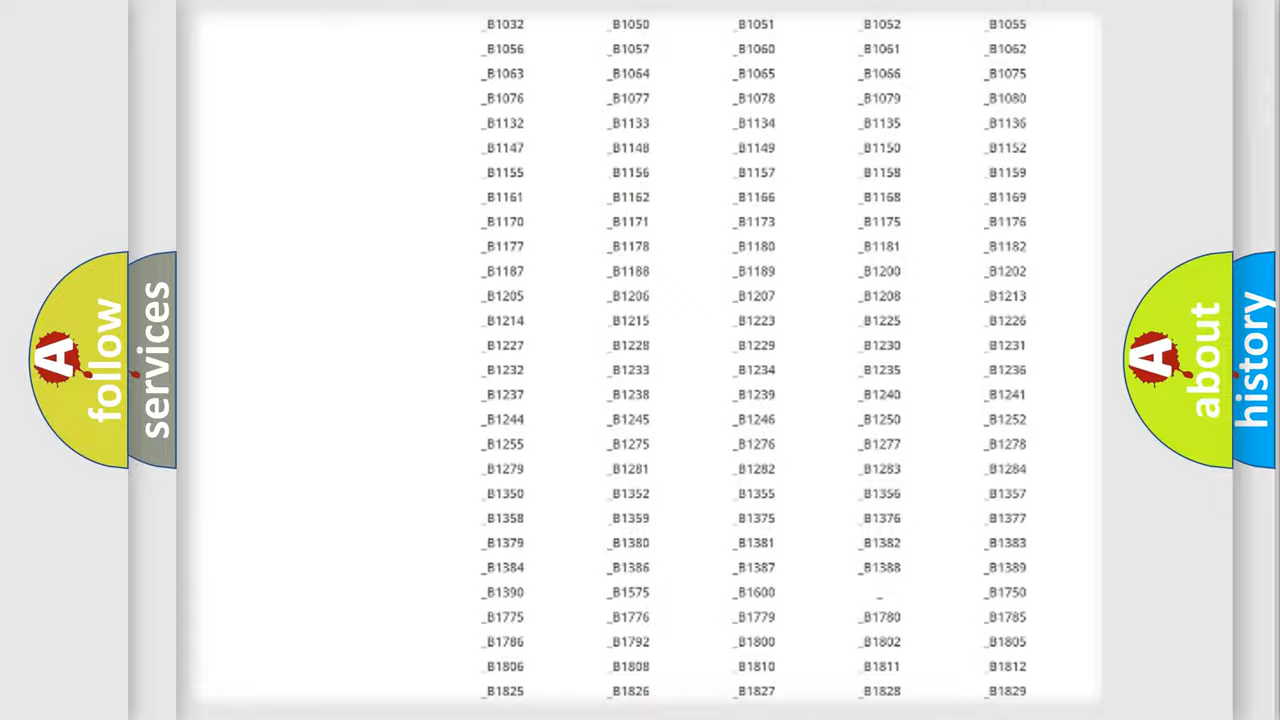 _B1032 _B1050 _B1051 _B1052 _B1055
_B1056 _B1057 _B1060 _B1061 _B1062
_B1063 _B1064 _B1065 _B1066 _B1075
_B1076 _B1077 _B1078 _B1079 _B1080
_B1132 _B1133 _B1134 _B1135 _B1136
_B1147 _B1148 _B1149 _B1150 _B1152
_B1155 _B1156 _B1157 _B1158 _B1159
_B1161 _B1162 _B1166 _B1168 _B1169
_B1170 _B1171 _B1173 _B1175 _B1176
_B1177 _B1178 _B1180 _B1181 _B1182
_B1187 _B1188 _B1189 _B1200 _B1202
_B1205 _B1206 _B1207 _B1208 _B1213
_B1214 _B1215 _B1223 _B1225 _B1226
_B1227 _B1228 _B1229 _B1230 _B1231
_B1232 _B1233 _B1234 _B1235 _B1236
_B1237 _B1238 _B1239 _B1240 _B1241
_B1244 _B1245 _B1246 _B1250 _B1252
_B1255 _B1275 _B1276 _B1277 _B1278
_B1279 _B1281 _B1282 _B1283 _B1284
_B1350 _B1352 _B1355 _B1356 _B1357
_B1358 _B1359 _B1375 _B1376 _B1377
_B1379 _B1380 _B1381 _B1382 _B1383
_B1384 _B1386 _B1387 _B1388 _B1389
_B1390 _B1575 _B1600 _ _B1750
_B1775 _B1776 _B1779 _B1780 _B1785
_B1786 _B1792 _B1800 _B1802 _B1805
_B1806 _B1808 _B1810 _B1811 _B1812
_B1825 _B1826 _B1827 _B1828 _B1829
A
follow
services
A
about
history